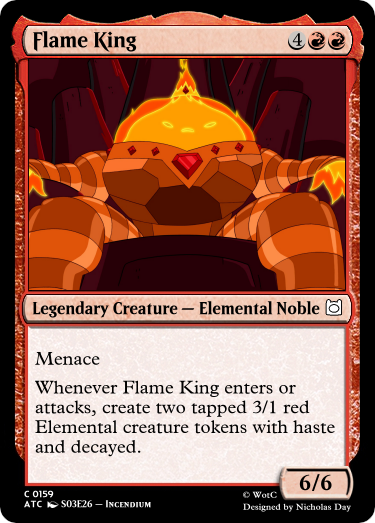 Flame King 4
Legendary Creature — Elemental Noble
Menace
Whenever Flame King enters or
attacks, create two tapped 3/1 red
Elemental creature tokens with haste
and decayed.
6/6
C 0159
ATC S03E26 – Incendium
© WotC
Designed by Nicholas Day